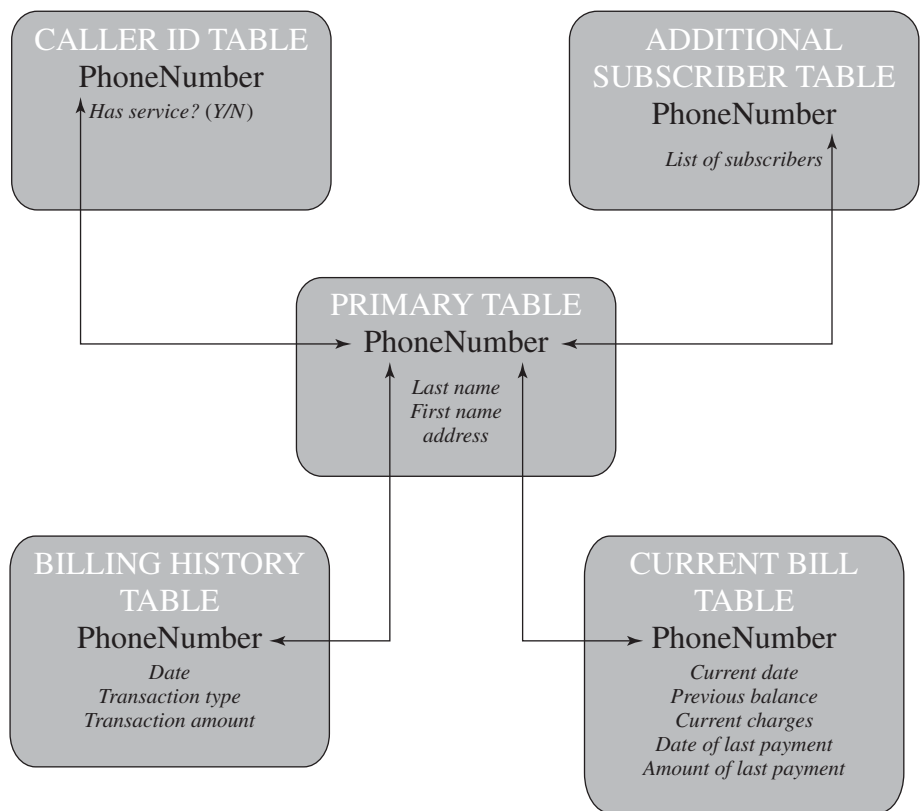 CALLER ID TABLE
PhoneNumber
Has service? (Y/N)
ADDITIONAL
SUBSCRIBER TABLE
PhoneNumber
List of subscribers
PRIMARY TABLE
PhoneNumber
Last name
First name
address
BILLING HISTORY
TABLE
PhoneNumber
Date
Transaction type
Transaction amount
CURRENT BILL
TABLE
PhoneNumber
Current date
Previous balance
Current charges
Date of last payment
Amount of last payment